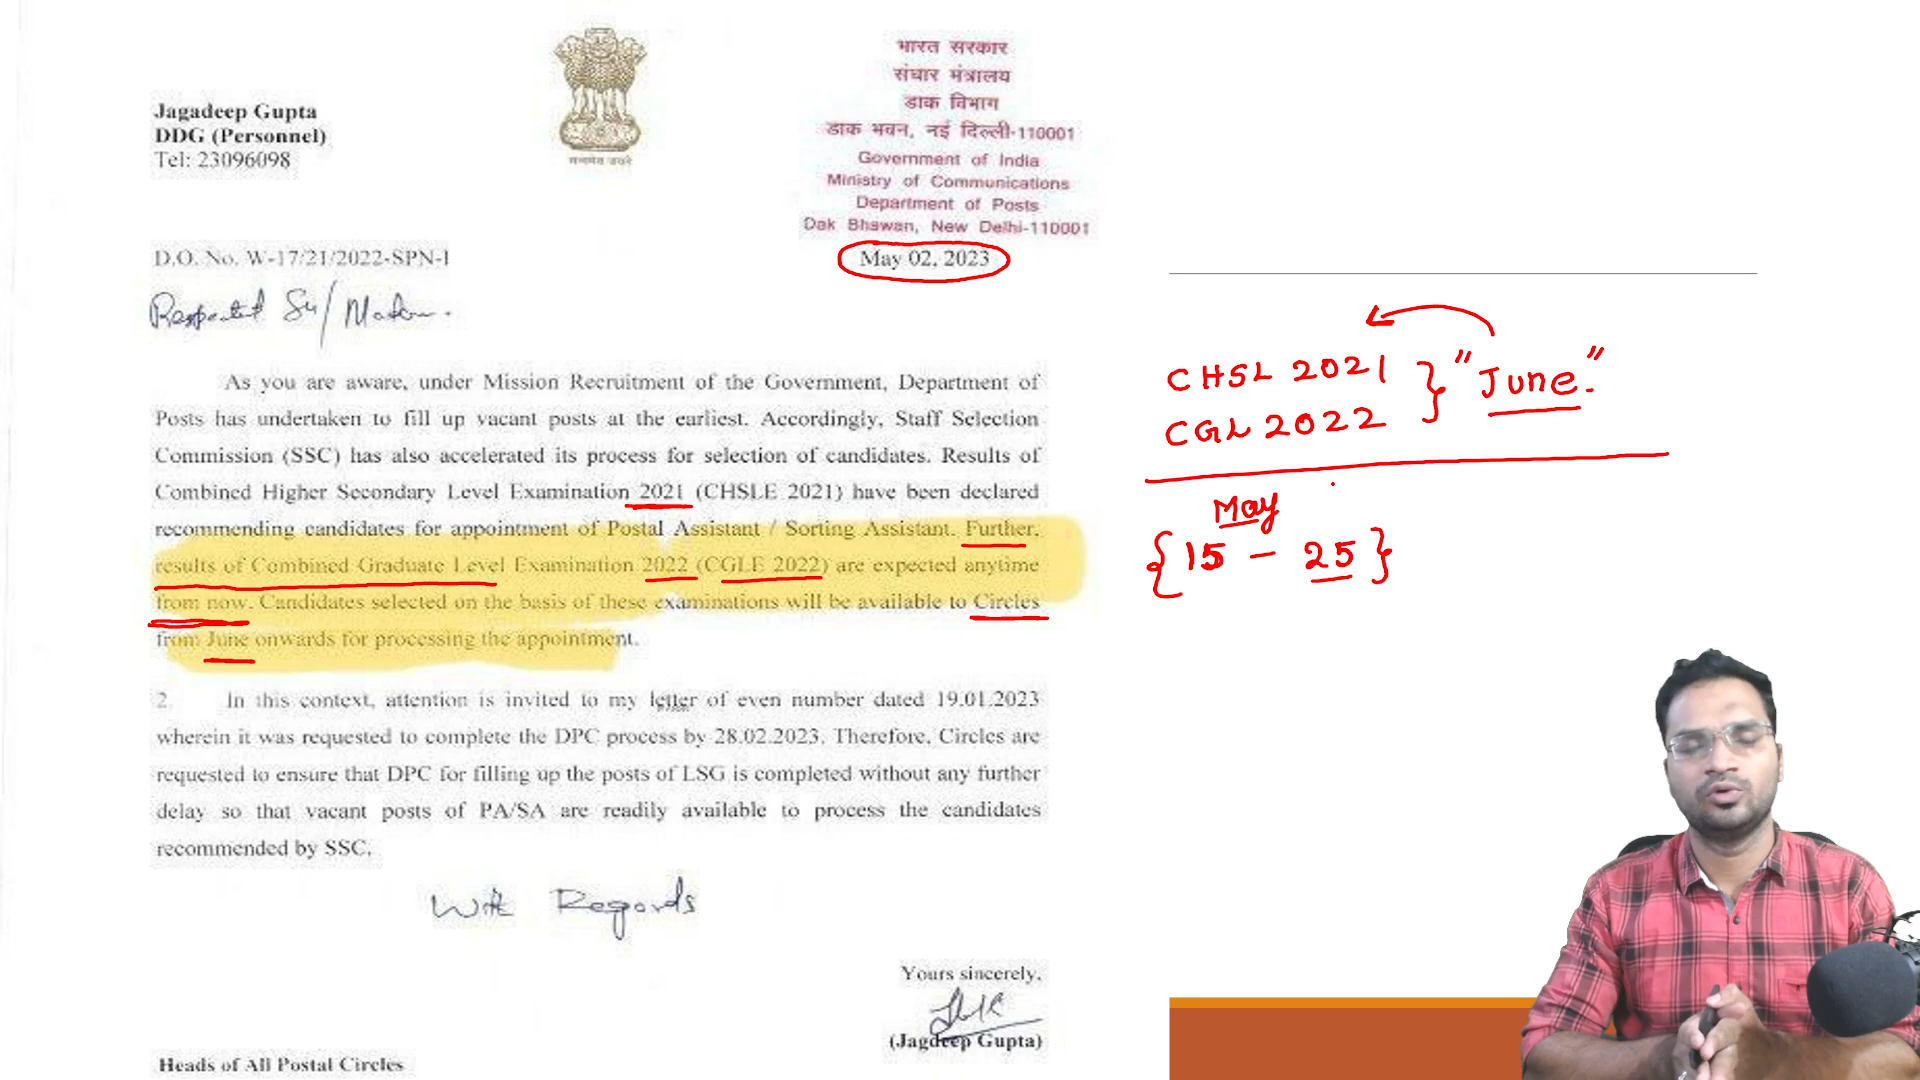 Jagadeep Gupta
DDG (Personnel)
Tel: 23096098
सत्यमेव जयते
भारत सरकार
संचार मंत्रालय
डाक विभाग
डाक भवन, नई दिल्ली-110001
Government of India
Ministry of Communications
Department of Posts
Dak Bhawan, New Delhi-110001
D.O. No. W-17/21/2022-SPN-I
May 02, 2023
Respected Sir/Madam.
As you are aware, under Mission Recruitment of the Government, Department of
Posts has undertaken to fill up vacant posts at the earliest. Accordingly, Staff Selection
Commission (SSC) has also accelerated its process for selection of candidates. Results of
Combined Higher Secondary Level Examination 2021 (CHSLE 2021) have been declared
recommending candidates for appointment of Postal Assistant / Sorting Assistant. Further,
results of Combined Graduate Level Examination 2022 (CGLE 2022) are expected anytime
from now. Candidates selected on the basis of these examinations will be available to Circles
from June onwards for processing the appointment.
2. In this context, attention is invited to my letter of even number dated 19.01.2023
wherein it was requested to complete the DPC process by 28.02.2023. Therefore, Circles are
requested to ensure that DPC for filling up the posts of LSG is completed without any further
delay so that vacant posts of PA/SA are readily available to process the candidates
recommended by SSC.
With Regards
Yours sincerely,
(Jagdeep Gupta)
Heads of All Postal Circles
CHSL 2021
CGL 2022
} "June."
May
{15 - 25}